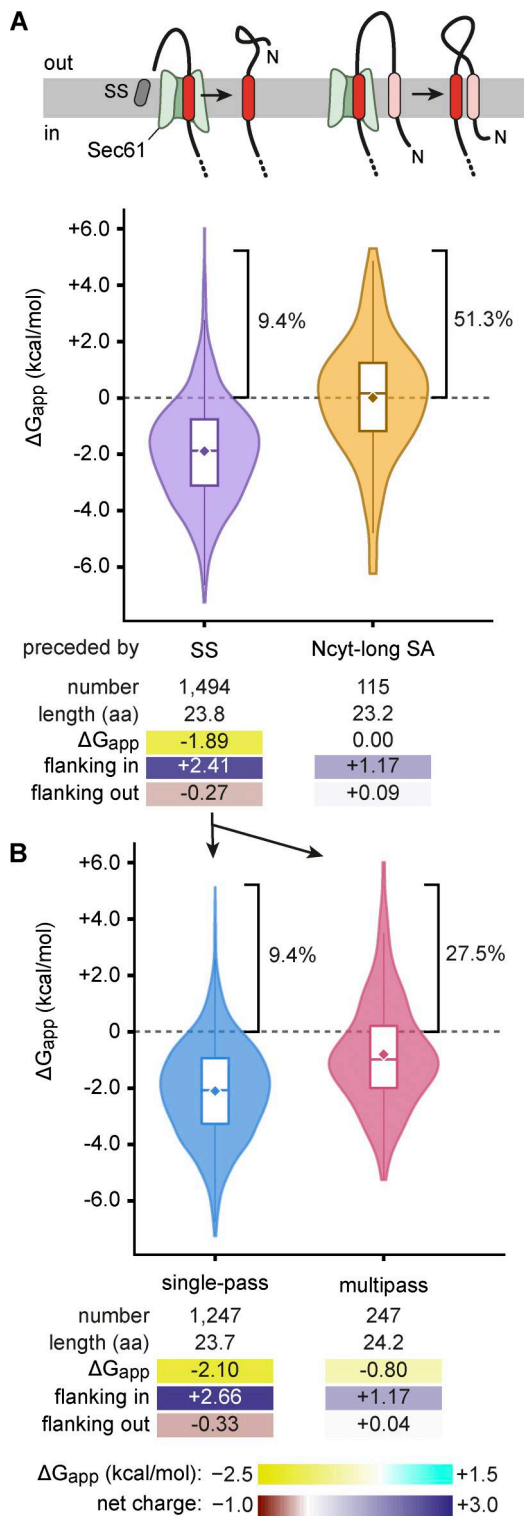 A
out
SS
N
in
Sec61
N
N
+6.0
+4.0
+2.0
0
-2.0
-4.0
-6.0
ΔGapp (kcal/mol)
9.4%
51.3%
preceded by SS Ncyt-long SA
number 1,494 115
length (aa) 23.8 23.2
ΔGapp -1.89 0.00
flanking in +2.41 +1.17
flanking out -0.27 +0.09
B
+6.0
+4.0
+2.0
0
-2.0
-4.0
-6.0
ΔGapp (kcal/mol)
9.4%
27.5%
single-pass multipass
number 1,247 247
length (aa) 23.7 24.2
ΔGapp -2.10 -0.80
flanking in +2.66 +1.17
flanking out -0.33 +0.04
ΔGapp (kcal/mol): −2.5 +1.5
net charge: −1.0 +3.0